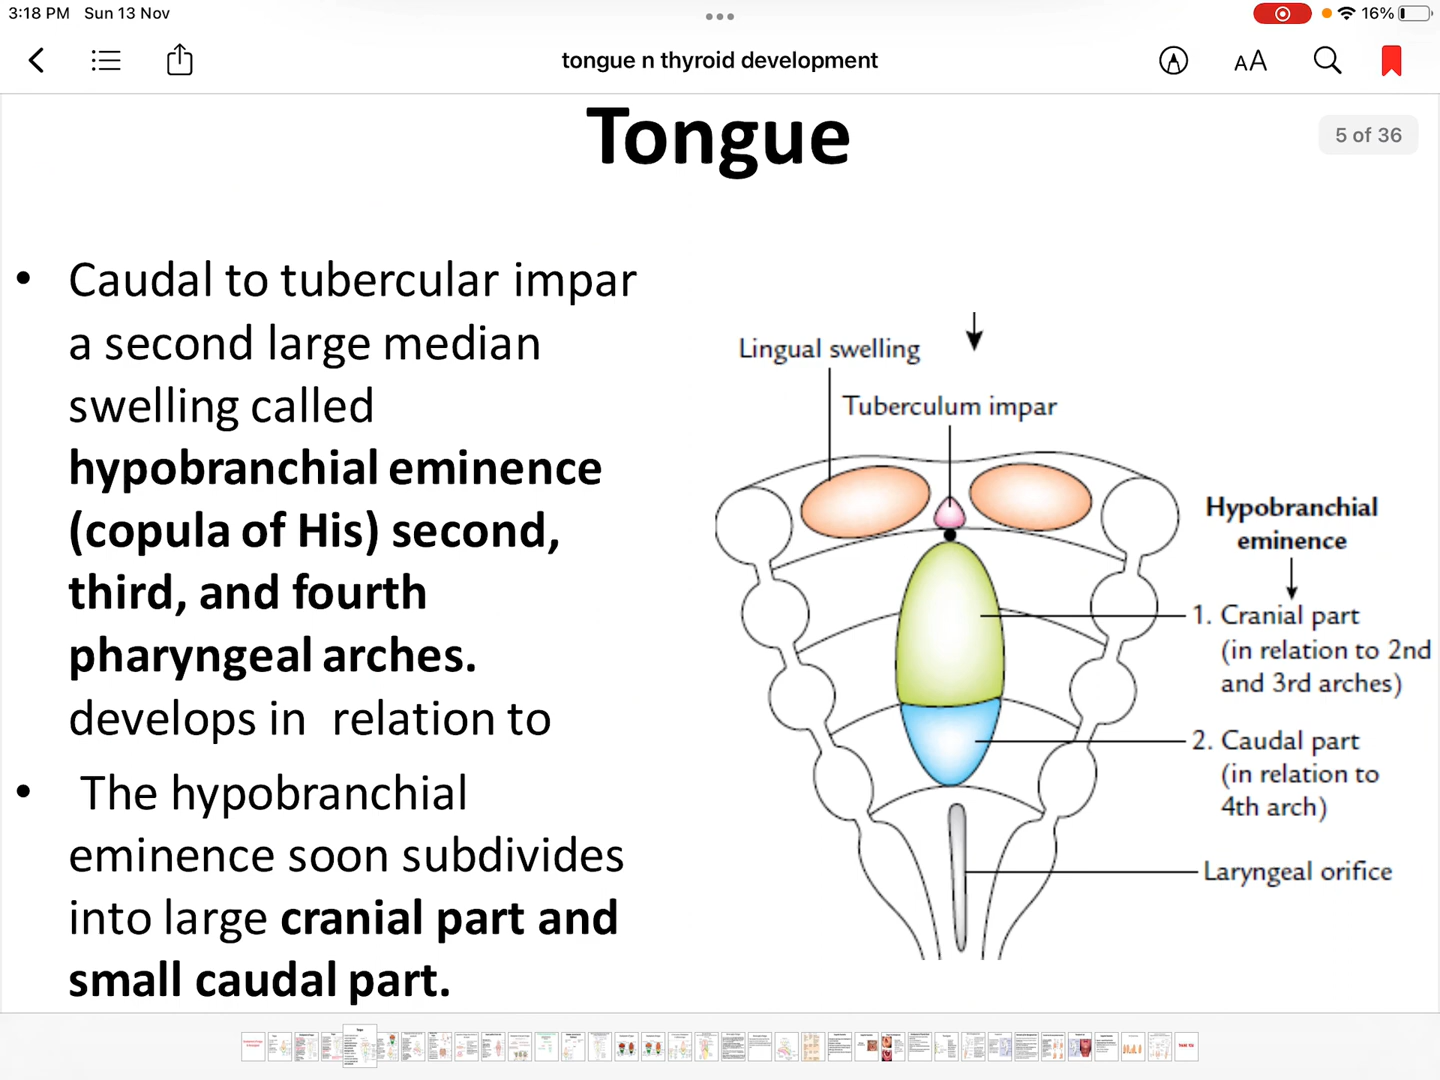 3:18 PM Sun 13 Nov
16%
tongue n thyroid development
AA
Tongue
5 of 36
• Caudal to tubercular impar
a second large median
swelling called
hypobranchial eminence
(copula of His) second,
third, and fourth
pharyngeal arches.
develops in relation to
• The hypobranchial
eminence soon subdivides
into large cranial part and
small caudal part.
Lingual swelling
Tuberculum impar
Hypobranchial
eminence
1. Cranial part
(in relation to 2nd
and 3rd arches)
2. Caudal part
(in relation to
4th arch)
Laryngeal orifice